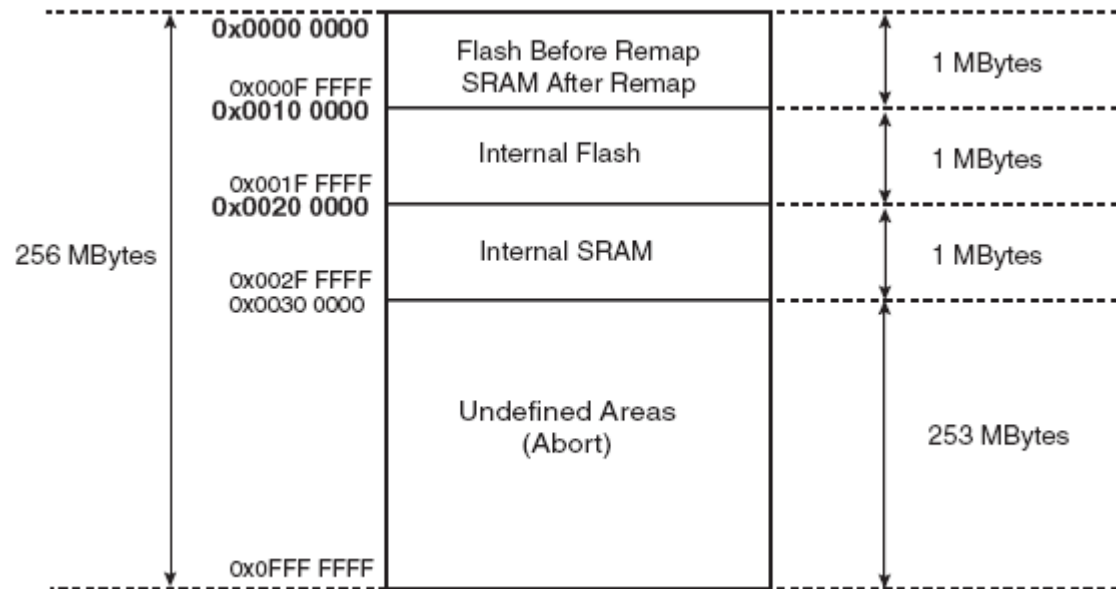 0x0000 0000
Flash Before Remap
SRAM After Remap
1 MBytes
0x000F FFFF
0x0010 0000
Internal Flash
1 MBytes
0x001F FFFF
0x0020 0000
256 MBytes
Internal SRAM
1 MBytes
0x002F FFFF
0x0030 0000
Undefined Areas
(Abort)
253 MBytes
0x0FFF FFFF